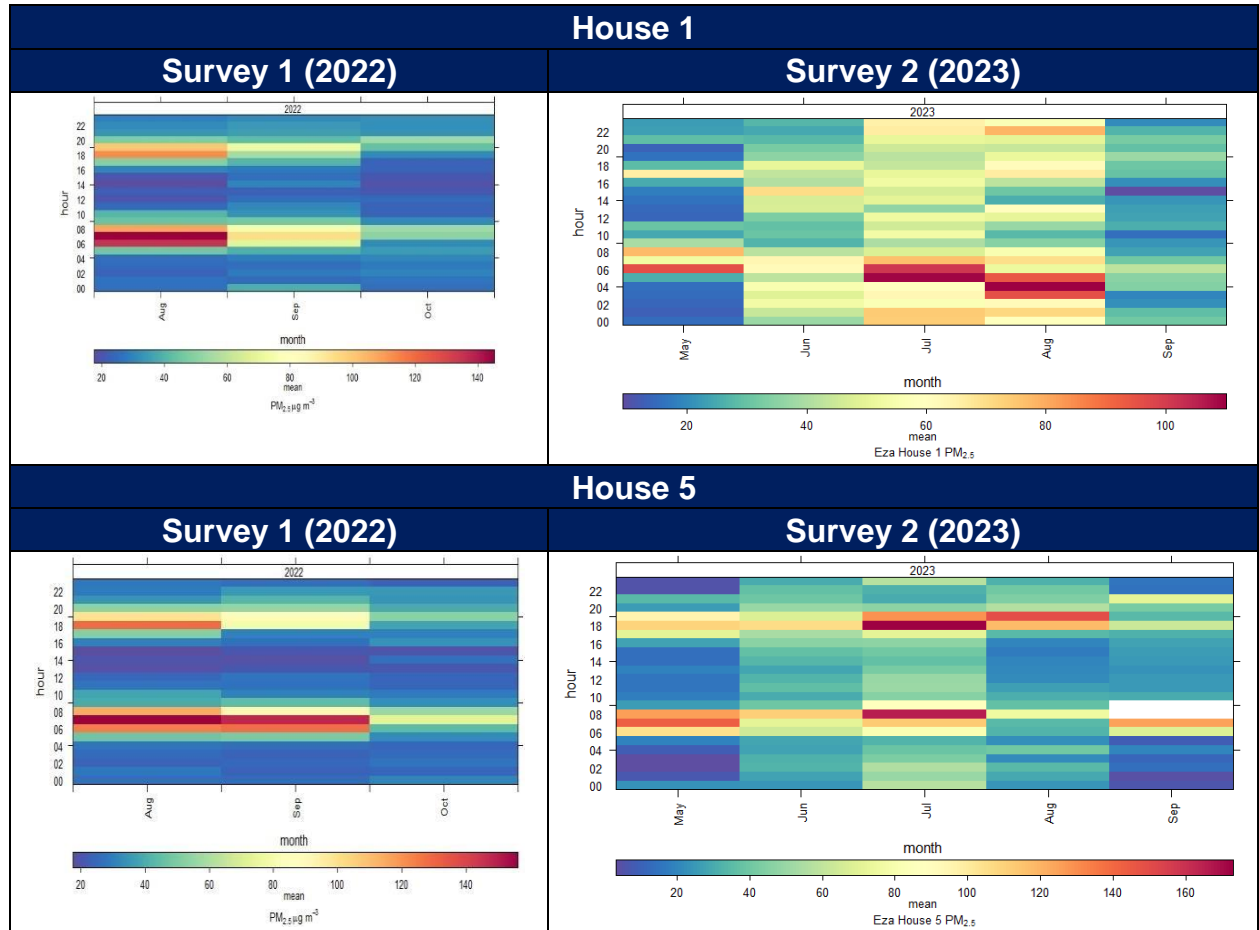 House 1
Survey 1 (2022)
Survey 2 (2023)
2022
hour
22
20
18
16
14
12
10
08
06
04
02
00
Aug
Sep
Oct
month
20
40
60
80
100
120
140
mean
PM2.5 µg m⁻³
2023
hour
22
20
18
16
14
12
10
08
06
04
02
00
May
Jun
Jul
Aug
Sep
month
20
40
60
80
100
mean
Eza House 1 PM2.5
House 5
Survey 1 (2022)
Survey 2 (2023)
2022
hour
22
20
18
16
14
12
10
08
06
04
02
00
Aug
Sep
Oct
month
20
40
60
80
100
120
140
mean
PM2.5 µg m⁻³
2023
hour
22
20
18
16
14
12
10
08
06
04
02
00
May
Jun
Jul
Aug
Sep
month
20
40
60
80
100
120
140
160
mean
Eza House 5 PM2.5